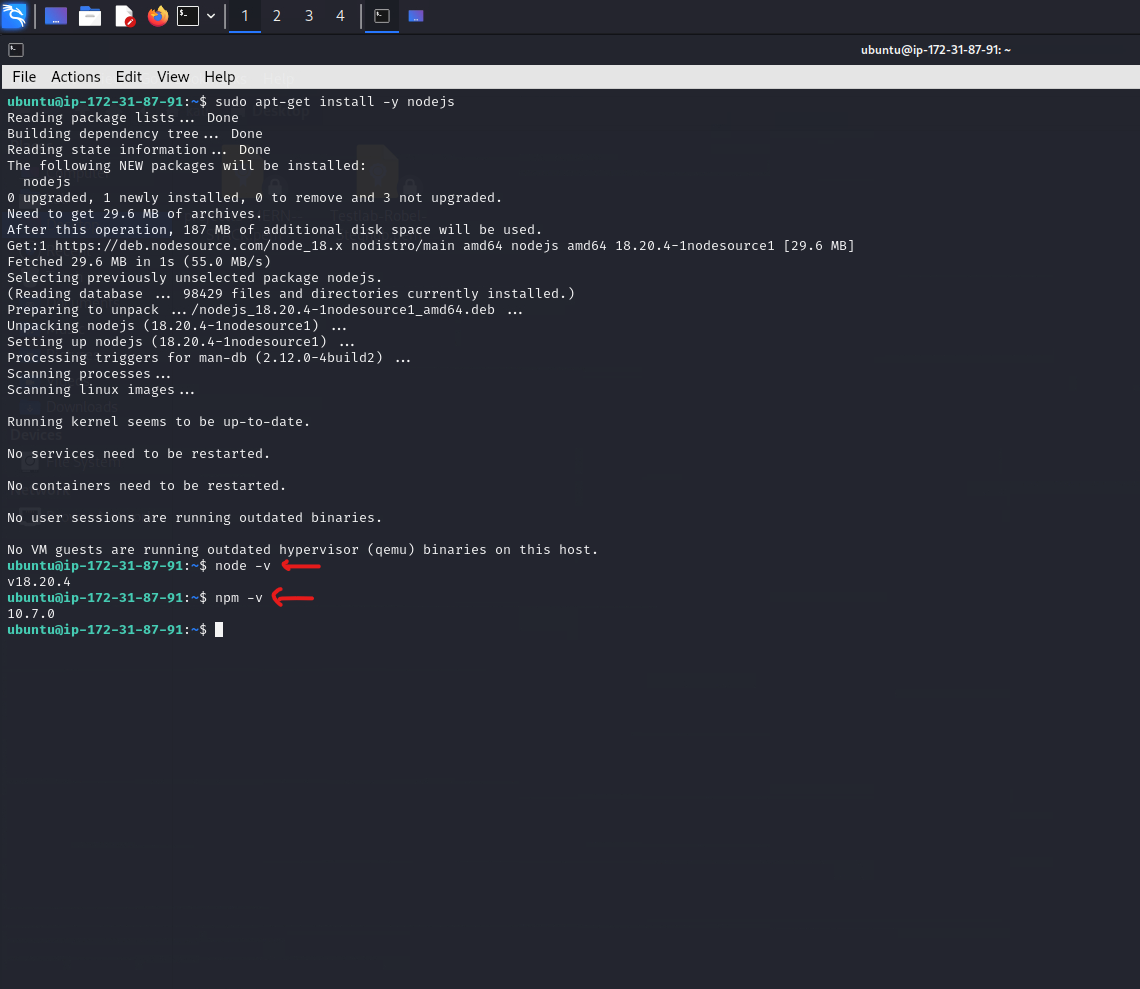 1 2 3 4
ubuntu@ip-172-31-87-91: ~
File Actions Edit View Help
ubuntu@ip-172-31-87-91:~$ sudo apt-get install -y nodejs
Reading package lists... Done
Building dependency tree... Done
Reading state information... Done
The following NEW packages will be installed:
  nodejs
0 upgraded, 1 newly installed, 0 to remove and 3 not upgraded.
Need to get 29.6 MB of archives.
After this operation, 187 MB of additional disk space will be used.
Get:1 https://deb.nodesource.com/node_18.x nodistro/main amd64 nodejs amd64 18.20.4-1nodesource1 [29.6 MB]
Fetched 29.6 MB in 1s (55.0 MB/s)
Selecting previously unselected package nodejs.
(Reading database ... 98429 files and directories currently installed.)
Preparing to unpack .../nodejs_18.20.4-1nodesource1_amd64.deb ...
Unpacking nodejs (18.20.4-1nodesource1) ...
Setting up nodejs (18.20.4-1nodesource1) ...
Processing triggers for man-db (2.12.0-4build2) ...
Scanning processes...
Scanning linux images...
Downloads
Running kernel seems to be up-to-date.
Devices
No services need to be restarted.
File System
No containers need to be restarted.
No user sessions are running outdated binaries.
No VM guests are running outdated hypervisor (qemu) binaries on this host.
ubuntu@ip-172-31-87-91:~$ node -v
v18.20.4
ubuntu@ip-172-31-87-91:~$ npm -v
10.7.0
ubuntu@ip-172-31-87-91:~$